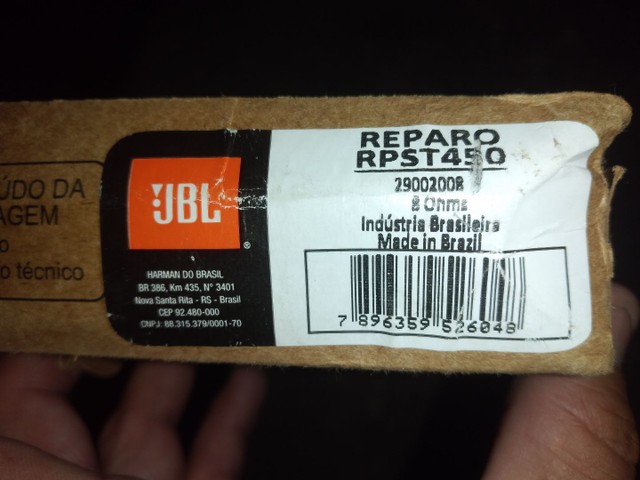 ÚDO DA
AGEM
o
o técnico
JBL
®
HARMAN DO BRASIL
BR 386, Km 435, N° 3401
Nova Santa Rita - RS - Brasil
CEP 92.480-000
CNPJ: 88.315.379/0001-70
REPARO
RPST450
29002008
8 Ohms
Indústria Brasileira
Made in Brazil
7 896359 526048